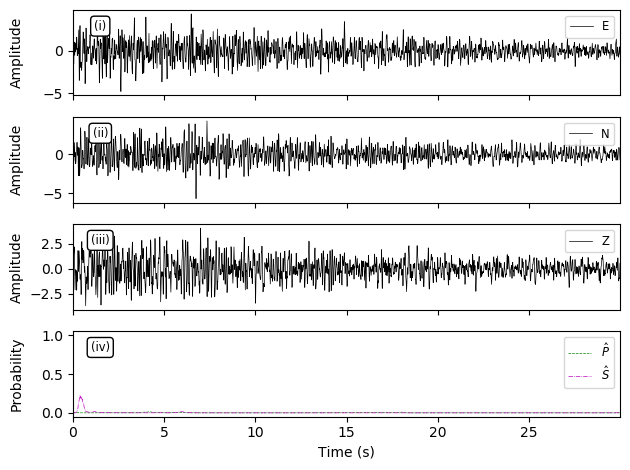 (i)
E
Amplitude
0
−5
(ii)
N
Amplitude
0
−5
(iii)
Z
Amplitude
2.5
0.0
−2.5
(iv)
P̂
Ŝ
Probability
1.0
0.5
0.0
0 5 10 15 20 25
Time (s)